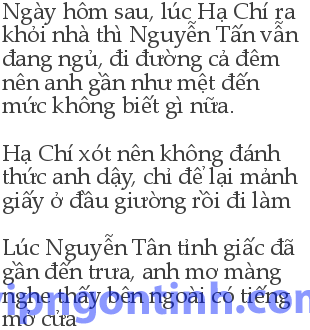 Ngày hôm sau, lúc Hạ Chí ra
khỏi nhà thì Nguyễn Tấn vẫn
đang ngủ, đi đường cả đêm
nên anh gần như mệt đến
mức không biết gì nữa.
Hạ Chí xót nên không đánh
thức anh dậy, chỉ để lại mảnh
giấy ở đầu giường rồi đi làm
Lúc Nguyễn Tân tỉnh giấc đã
gần đến trưa, anh mơ màng
nghe thấy bên ngoài có tiếng
mở cửa